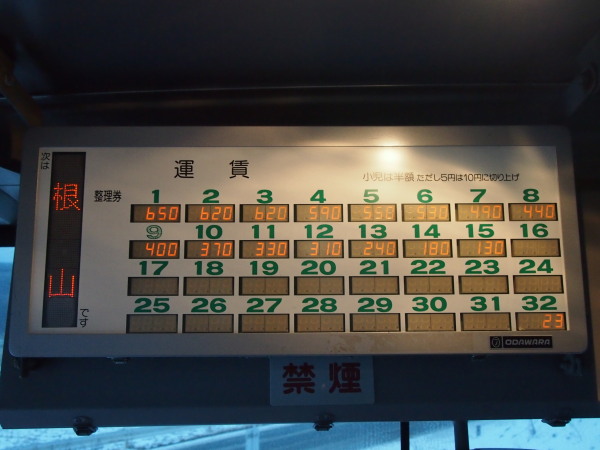 次は
根山
です
運賃
小児は半額 ただし5円は10円に切り上げ
整理券
1 2 3 4 5 6 7 8
650 620 620 590 550 530 490 440
9 10 11 12 13 14 15 16
400 370 330 310 240 180 130
17 18 19 20 21 22 23 24
25 26 27 28 29 30 31 32
23
ODAWARA
禁煙